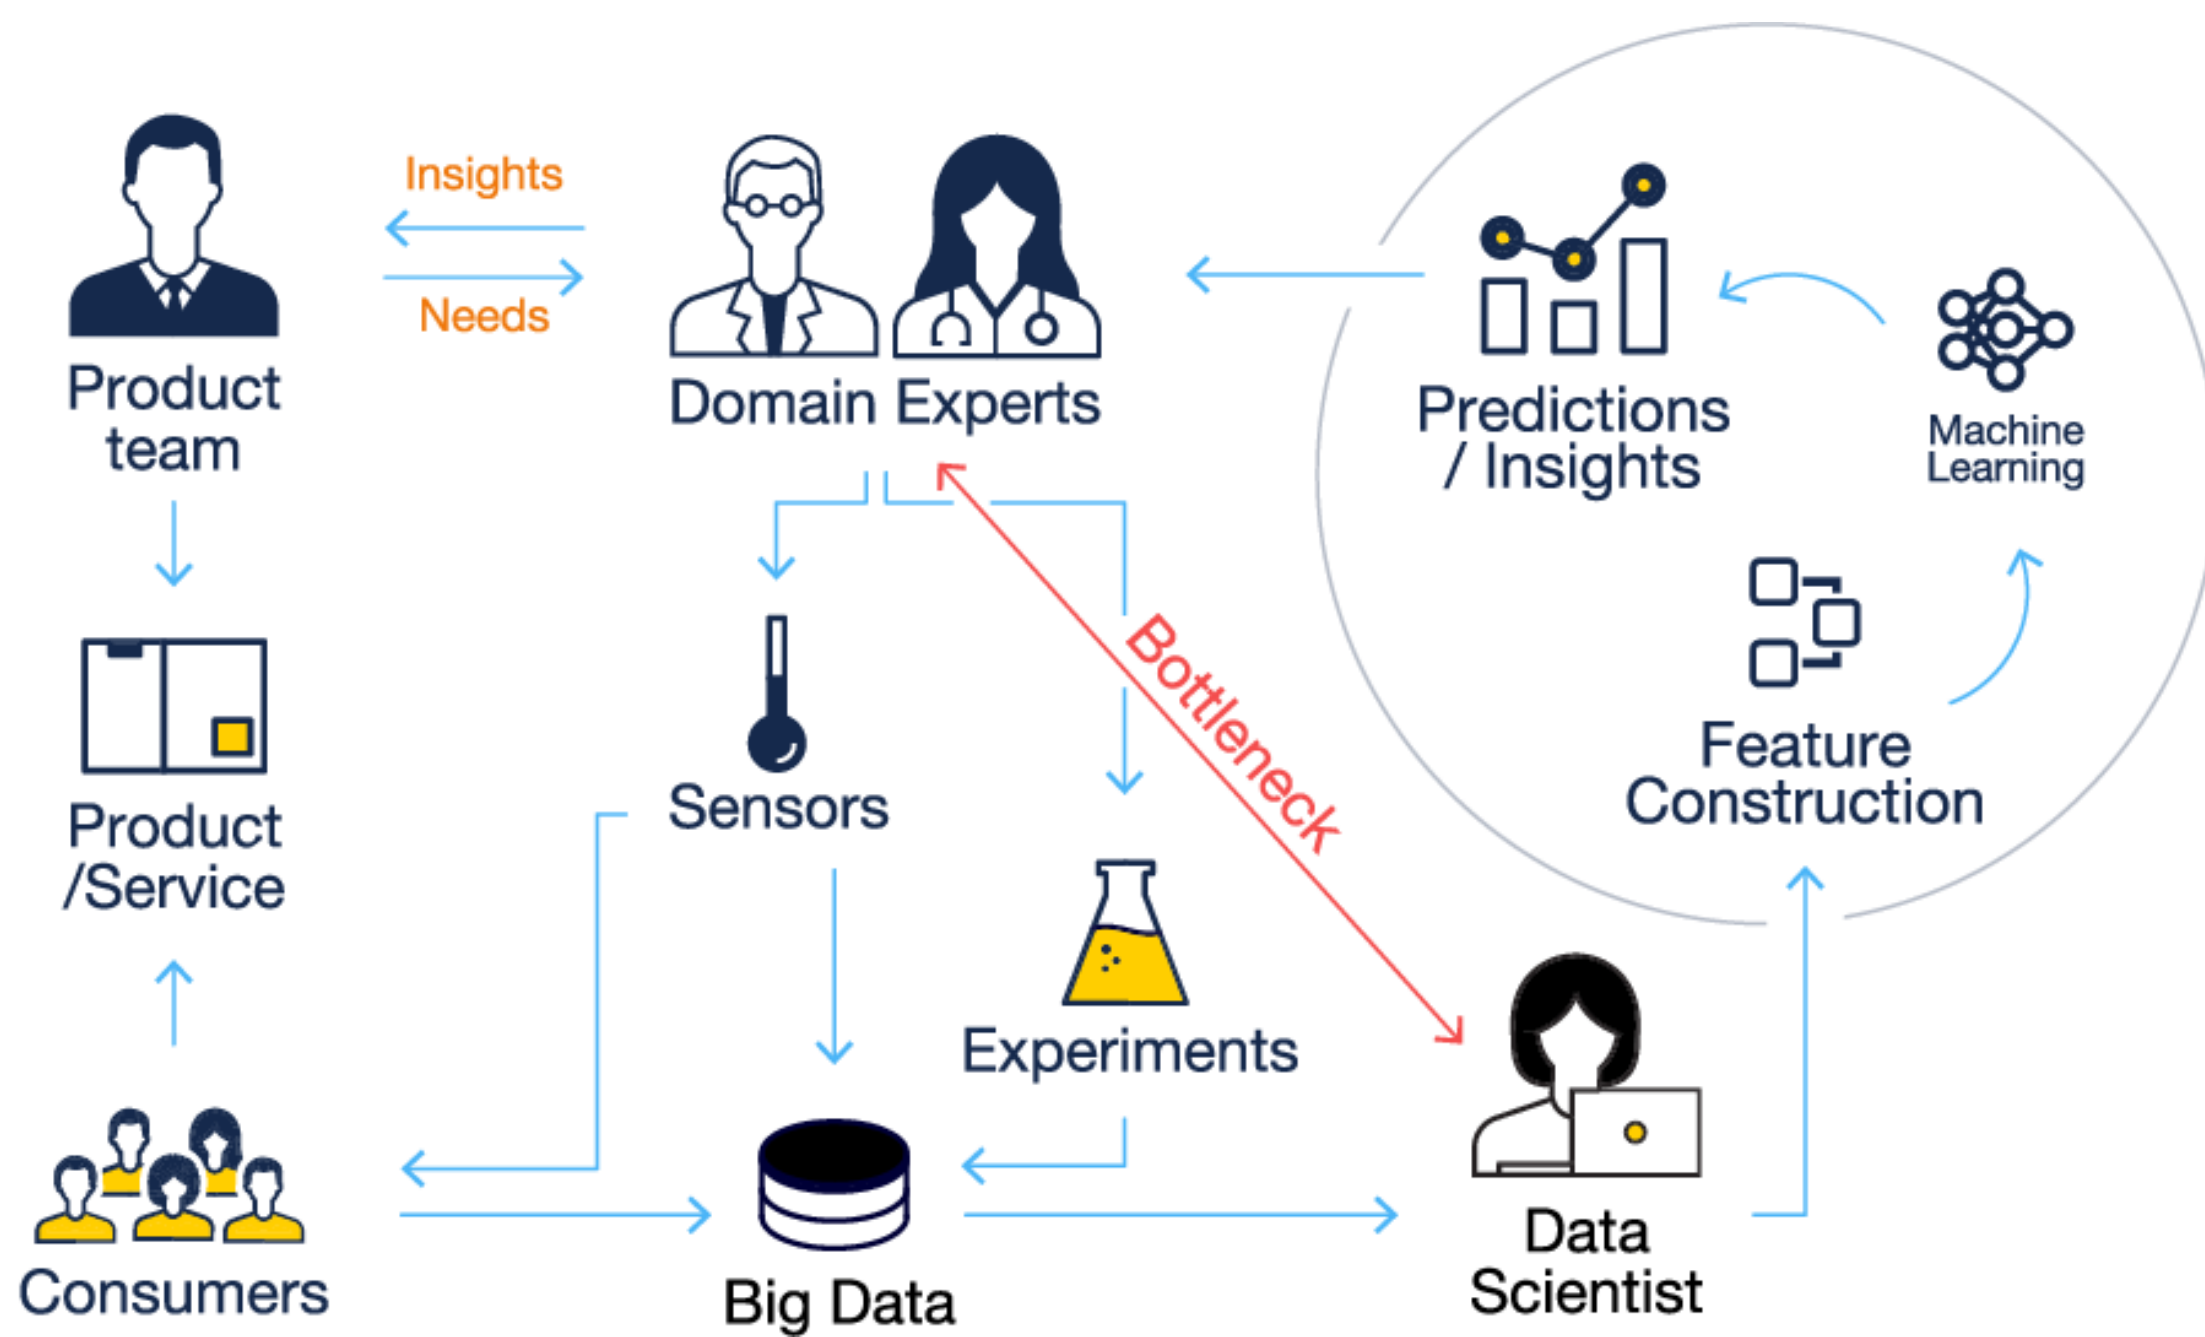 Insights
Needs
Product
team
Domain Experts
Predictions
/ Insights
Machine
Learning
Feature
Construction
Bottleneck
Product
/Service
Sensors
Experiments
Consumers
Big Data
Data
Scientist